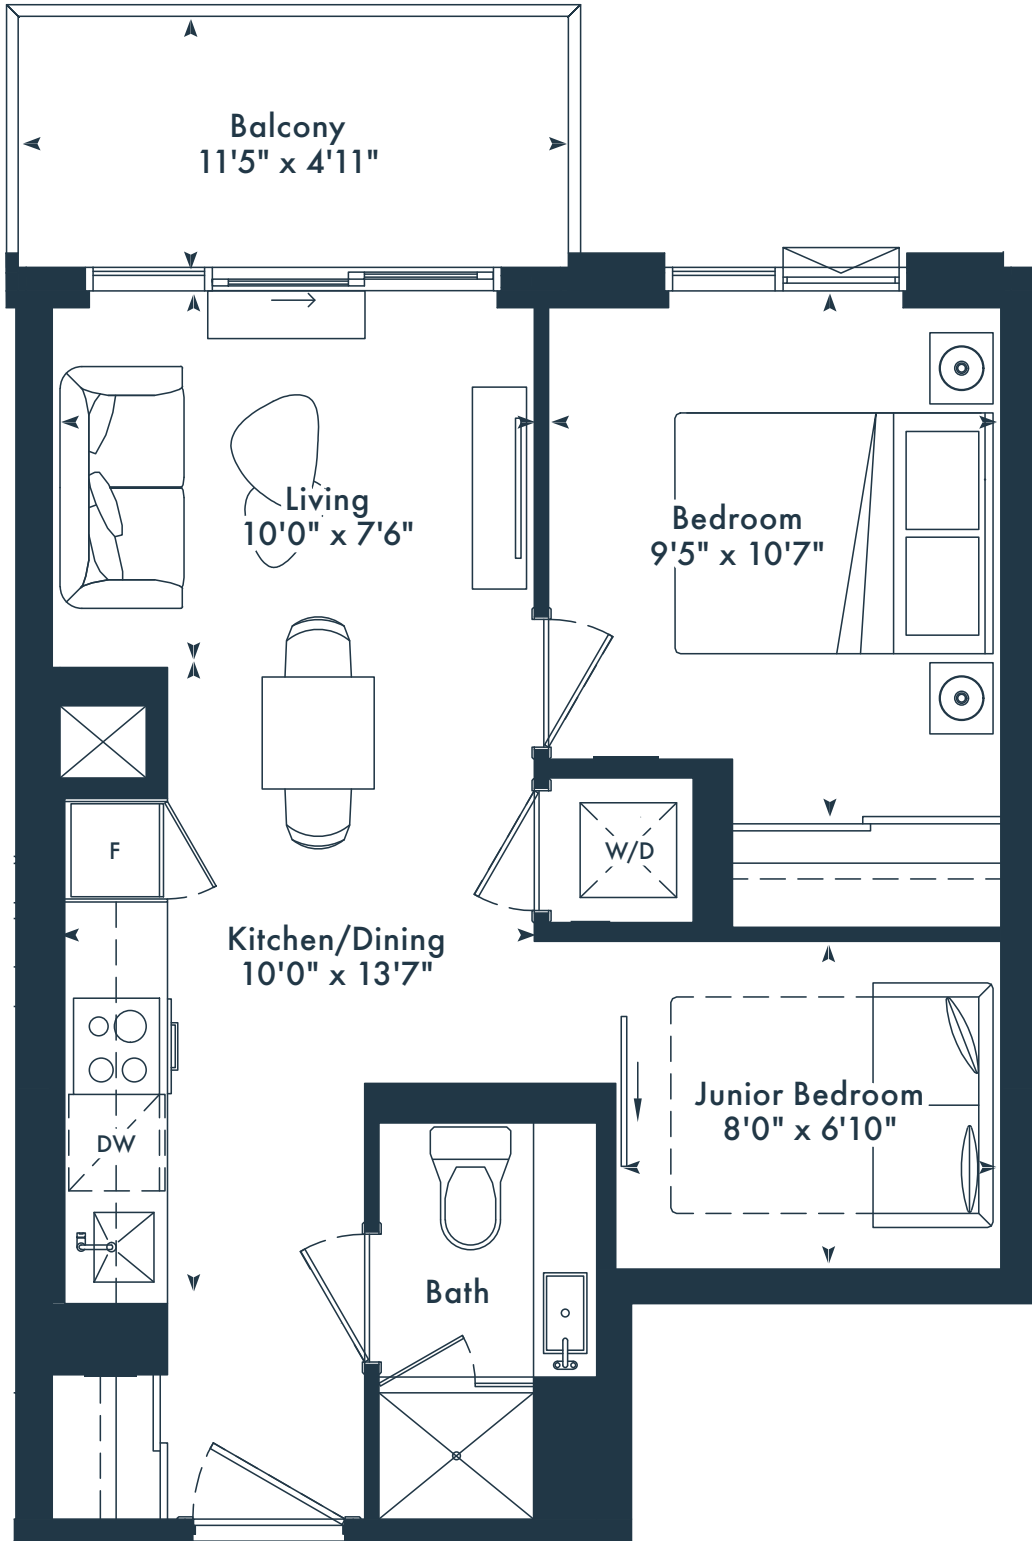 Balcony
11'5" x 4'11"
Living
10'0" x 7'6"
Bedroom
9'5" x 10'7"
F
W/D
Kitchen/Dining
10'0" x 13'7"
Junior Bedroom
8'0" x 6'10"
DW
Bath